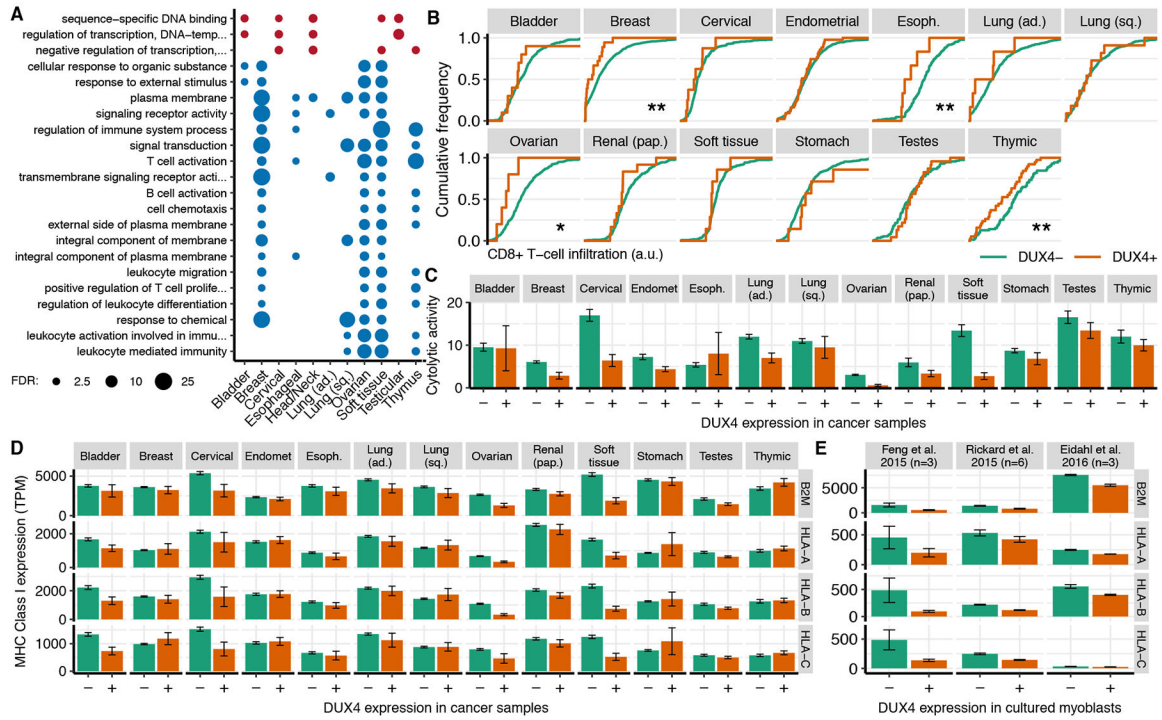 A
sequence−specific DNA binding
regulation of transcription, DNA−temp...
negative regulation of transcription,...
cellular response to organic substance
response to external stimulus
plasma membrane
signaling receptor activity
regulation of immune system process
signal transduction
T cell activation
transmembrane signaling receptor acti...
B cell activation
cell chemotaxis
external side of plasma membrane
integral component of membrane
integral component of plasma membrane
leukocyte migration
positive regulation of T cell prolife...
regulation of leukocyte differentiation
response to chemical
leukocyte activation involved in immu...
leukocyte mediated immunity
FDR: 2.5 10 25
Bladder
Breast
Cervical
Esophageal
Head/Neck
Lung (ad.)
Lung (sq.)
Ovarian
Soft tissue
Testicular
Thymus
B
Bladder Breast Cervical Endometrial Esoph. Lung (ad.) Lung (sq.)
1.0
0.5
0.0
** **
Cumulative frequency
Ovarian Renal (pap.) Soft tissue Stomach Testes Thymic
1.0
0.5
0.0
* **
CD8+ T−cell infiltration (a.u.)
DUX4− DUX4+
C
Bladder Breast Cervical Endomet Esoph. Lung (ad.) Lung (sq.) Ovarian Renal (pap.) Soft tissue Stomach Testes Thymic
Cytolytic activity
20
10
0
− + − + − + − + − + − + − + − + − + − + − + − + − +
DUX4 expression in cancer samples
D
Bladder Breast Cervical Endomet Esoph. Lung (ad.) Lung (sq.) Ovarian Renal (pap.) Soft tissue Stomach Testes Thymic
MHC Class I expression (TPM)
5000
0
B2M
2000
0
HLA−A
2000
0
HLA−B
1000
0
HLA−C
− + − + − + − + − + − + − + − + − + − + − + − + − +
DUX4 expression in cancer samples
E
Feng et al. 2015 (n=3) Rickard et al. 2015 (n=6) Eidahl et al. 2016 (n=3)
5000
0
B2M
500
0
HLA−A
500
0
HLA−B
500
0
HLA−C
− + − + − +
DUX4 expression in cultured myoblasts